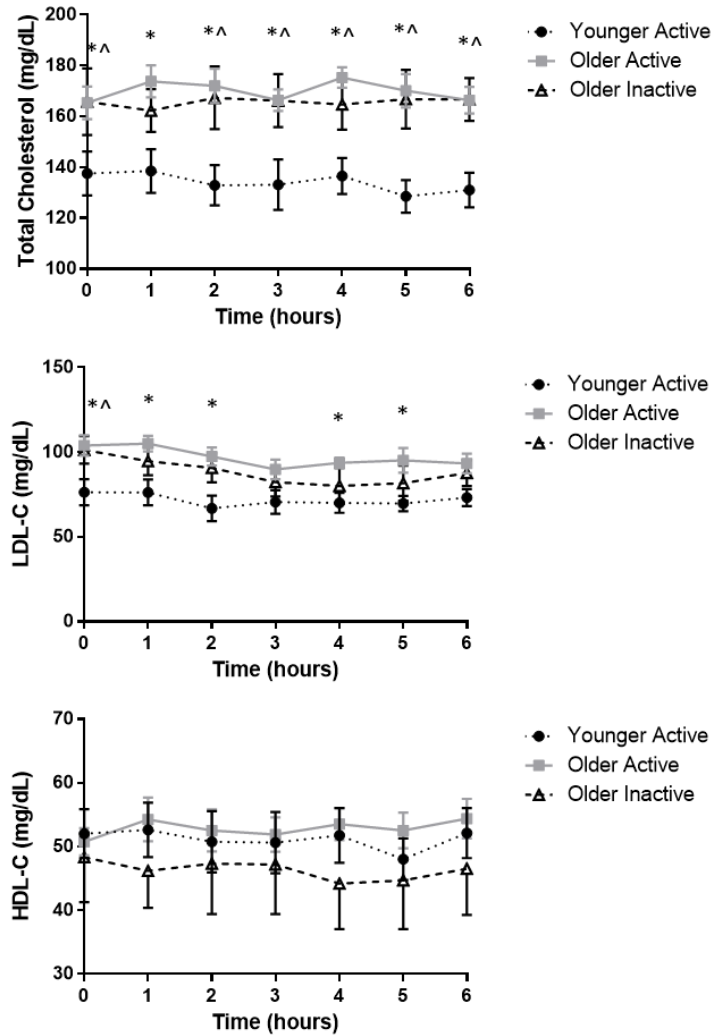 Total Cholesterol (mg/dL)
200
180
160
140
120
100
*^
*
*^
*^
*^
*^
*^
0 1 2 3 4 5 6
Time (hours)
Younger Active
Older Active
Older Inactive
LDL-C (mg/dL)
150
100
50
0
*^
*
*
*
*
0 1 2 3 4 5 6
Time (hours)
Younger Active
Older Active
Older Inactive
HDL-C (mg/dL)
70
60
50
40
30
0 1 2 3 4 5 6
Time (hours)
Younger Active
Older Active
Older Inactive